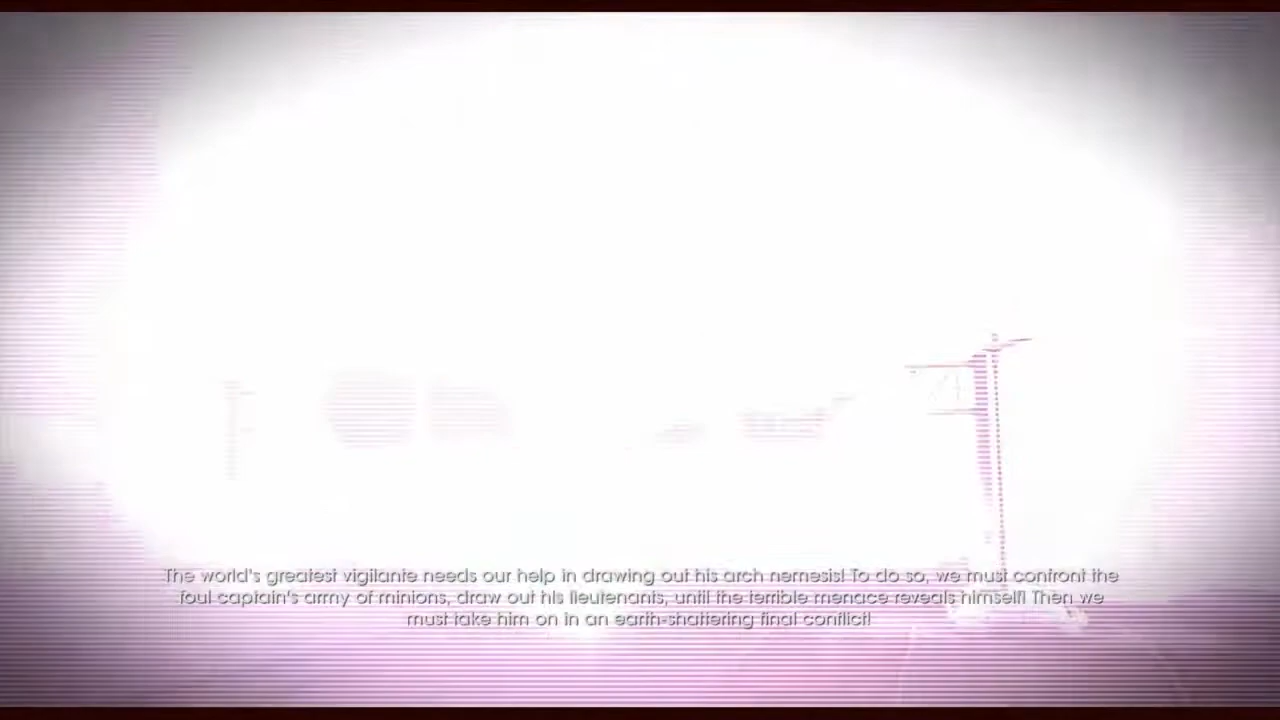 The world's greatest vigilante needs our help in drawing out his arch nemesis! To do so, we must confront the
foul captain's army of minions, draw out his lieutenants, until the terrible menace reveals himself! Then we
must take him on in an earth-shattering final conflict!